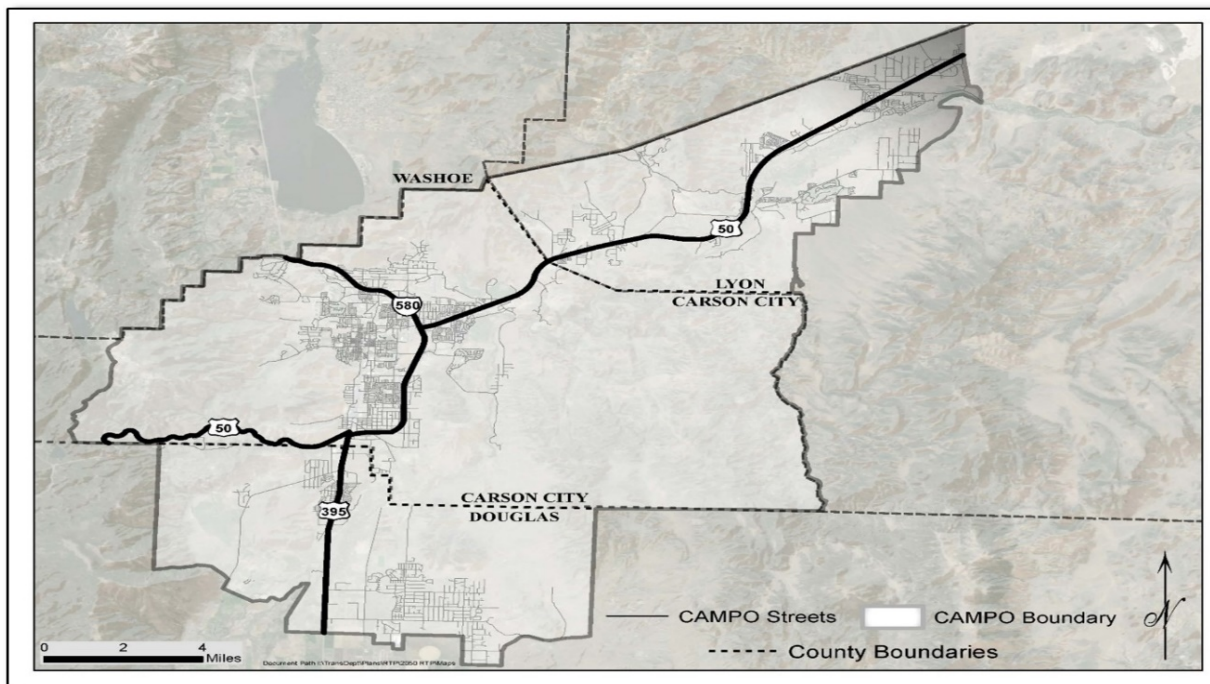 WASHOE
50
580
LYON
CARSON CITY
50
395
CARSON CITY
DOUGLAS
CAMPO Streets
CAMPO Boundary
County Boundaries
N
0 2 4
Miles